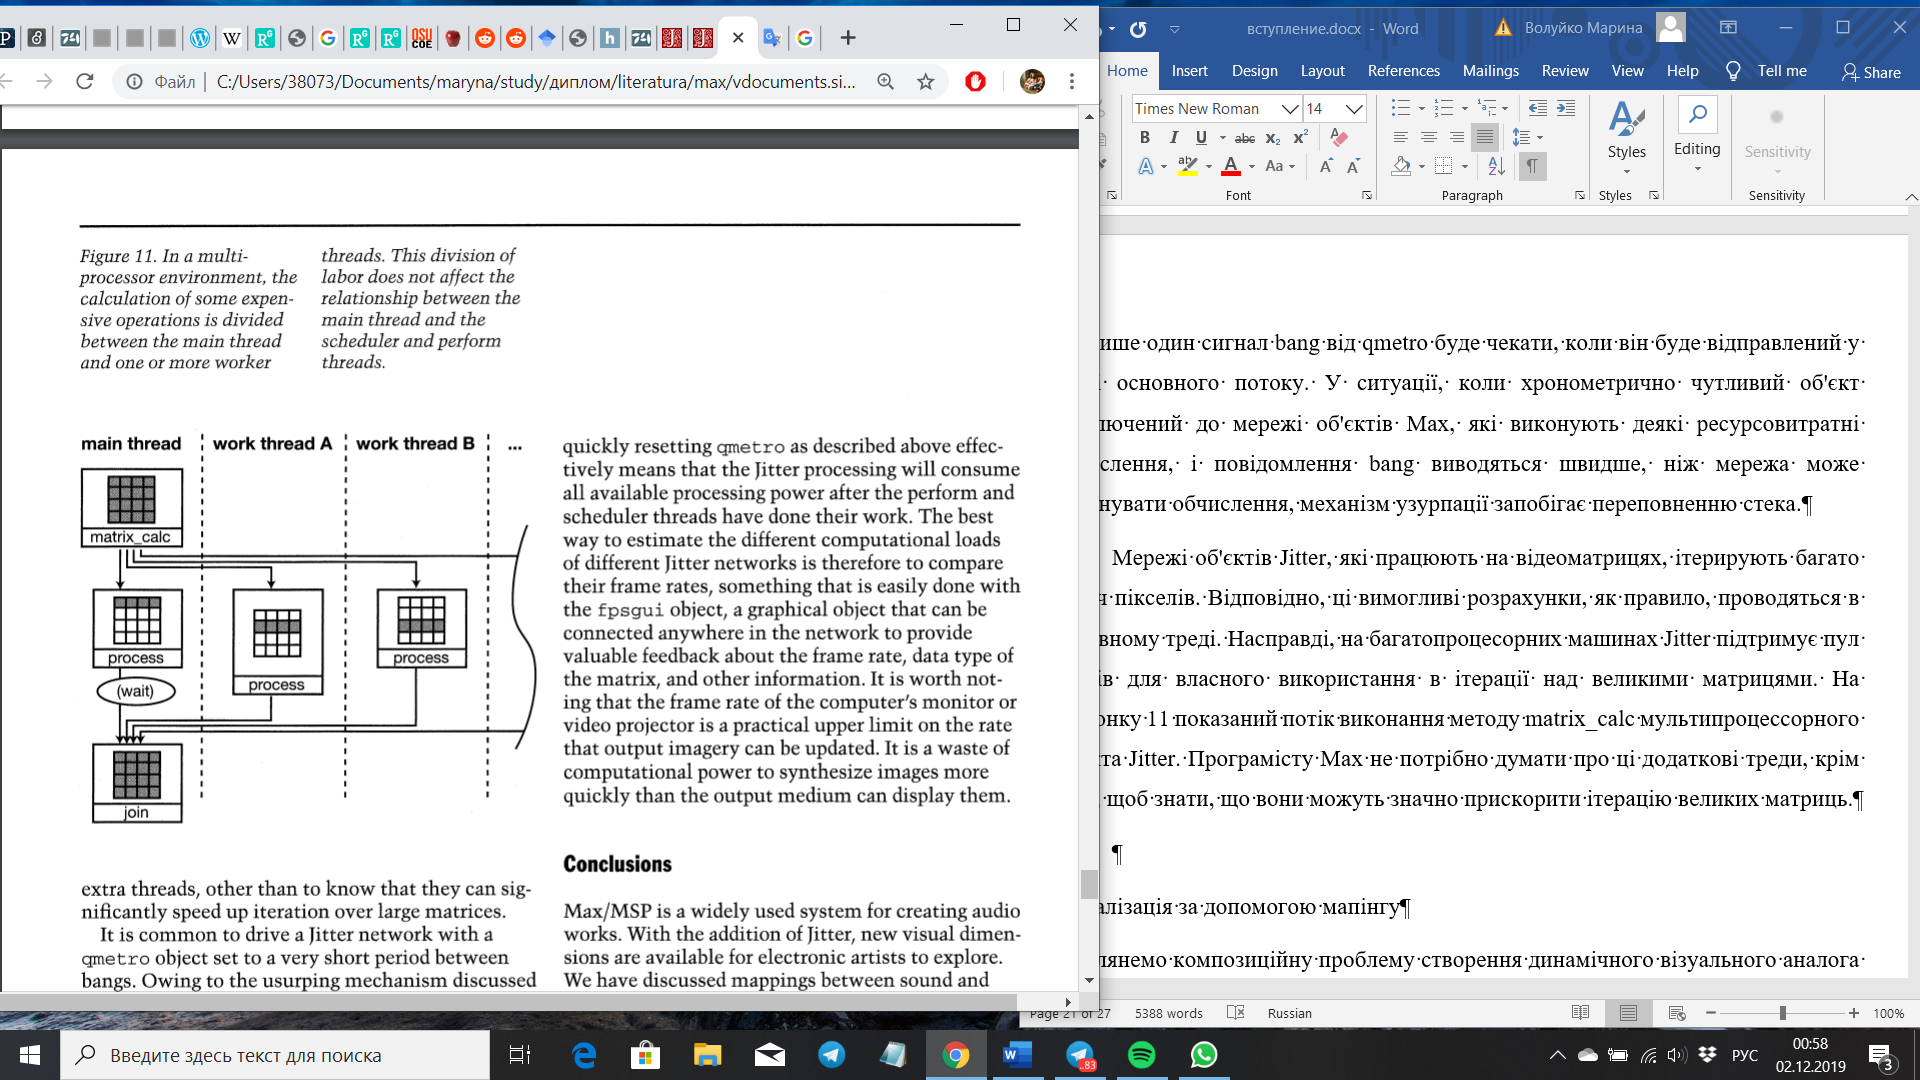 74
W
R6
G
R6
R6
OSU
COE
h
74
G
Файл
C:/Users/38073/Documents/maryna/study/диплом/literatura/max/vdocuments.si...
Figure 11. In a multi-
processor environment, the
calculation of some expen-
sive operations is divided
between the main thread
and one or more worker
threads. This division of
labor does not affect the
relationship between the
main thread and the
scheduler and perform
threads.
main thread
work thread A
work thread B
...
matrix_calc
process
process
process
(wait)
join
extra threads, other than to know that they can sig-
nificantly speed up iteration over large matrices.
It is common to drive a Jitter network with a
qmetro object set to a very short period between
bangs. Owing to the usurping mechanism discussed
quickly resetting qmetro as described above effec-
tively means that the Jitter processing will consume
all available processing power after the perform and
scheduler threads have done their work. The best
way to estimate the different computational loads
of different Jitter networks is therefore to compare
their frame rates, something that is easily done with
the fpsgui object, a graphical object that can be
connected anywhere in the network to provide
valuable feedback about the frame rate, data type of
the matrix, and other information. It is worth not-
ing that the frame rate of the computer's monitor or
video projector is a practical upper limit on the rate
that output imagery can be updated. It is a waste of
computational power to synthesize images more
quickly than the output medium can display them.
Conclusions
Max/MSP is a widely used system for creating audio
works. With the addition of Jitter, new visual dimen-
sions are available for electronic artists to explore.
We have discussed mappings between sound and
вступление.docx - Word
Волуйко Марина
Home Insert Design Layout References Mailings Review View Help Tell me Share
Times New Roman 14
B I U abc x₂ x²
A A Aa A A
Font
Paragraph
Styles
Styles
Editing
Sensitivity
Sensitivity
ише один сигнал bang від qmetro буде чекати, коли він буде відправлений у
основного потоку. У ситуації, коли хронометрично чутливий об'єкт
лючений до мережі об'єктів Max, які виконують деякі ресурсовитратні
слення, і повідомлення bang виводяться швидше, ніж мережа може
нувати обчислення, механізм узурпації запобігає переповненню стека.¶
Мережі об'єктів Jitter, які працюють на відеоматрицях, ітерирують багато
ч пікселів. Відповідно, ці вимогливі розрахунки, як правило, проводяться в
вному треді. Насправді, на багатопроцесорних машинах Jitter підтримує пул
ів для власного використання в ітерації над великими матрицями. На
онку 11 показаний потік виконання методу matrix_calc мультипроцессорного
та Jitter. Програмісту Max не потрібно думати про ці додаткові треди, крім
щоб знати, що вони можуть значно прискорити ітерацію великих матриць.¶
¶
алізація за допомогою мапінгу¶
лянемо композиційну проблему створення динамічного візуального аналога
Page 21 of 27
5388 words
Russian
100%
Введите здесь текст для поиска
..83
РУС
00:58
02.12.2019
3